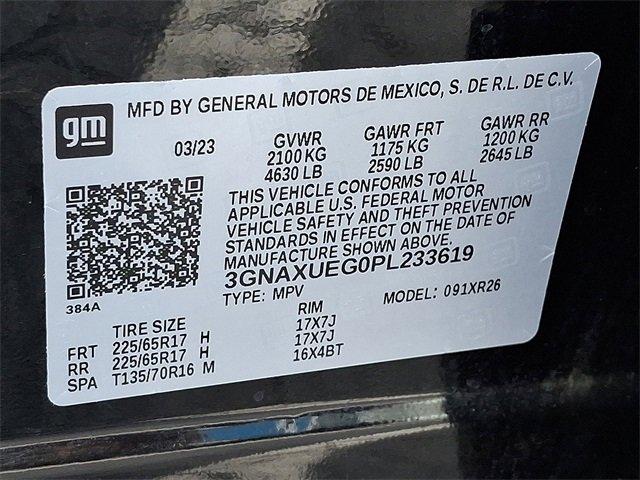 gm
MFD BY GENERAL MOTORS DE MEXICO, S. DE R.L. DE C.V.
03/23 GVWR GAWR FRT GAWR RR
2100 KG 1175 KG 1200 KG
4630 LB 2590 LB 2645 LB
THIS VEHICLE CONFORMS TO ALL
APPLICABLE U.S. FEDERAL MOTOR
VEHICLE SAFETY AND THEFT PREVENTION
STANDARDS IN EFFECT ON THE DATE OF
MANUFACTURE SHOWN ABOVE.
3GNAXUEG0PL233619
384A
TYPE: MPV MODEL: 091XR26
TIRE SIZE RIM
FRT 225/65R17 H 17X7J
RR 225/65R17 H 17X7J
SPA T135/70R16 M 16X4BT